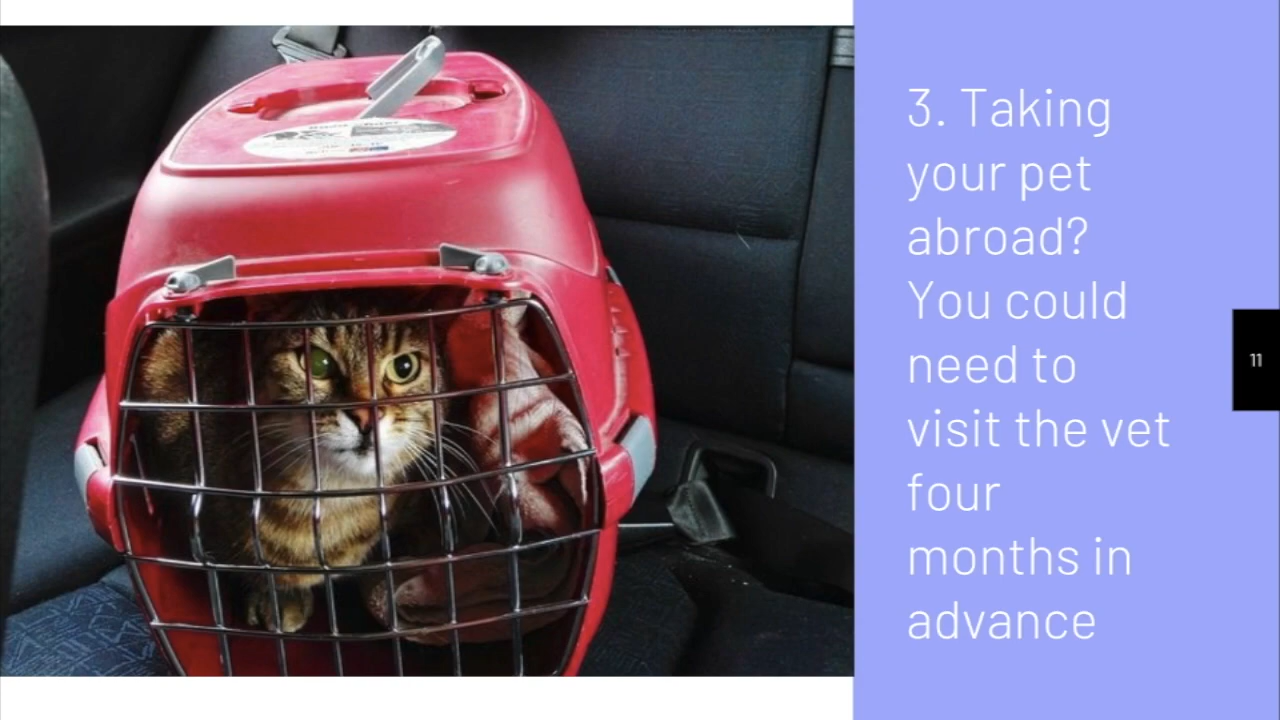 3. Taking
your pet
abroad?
You could
need to
visit the vet
four
months in
advance
11